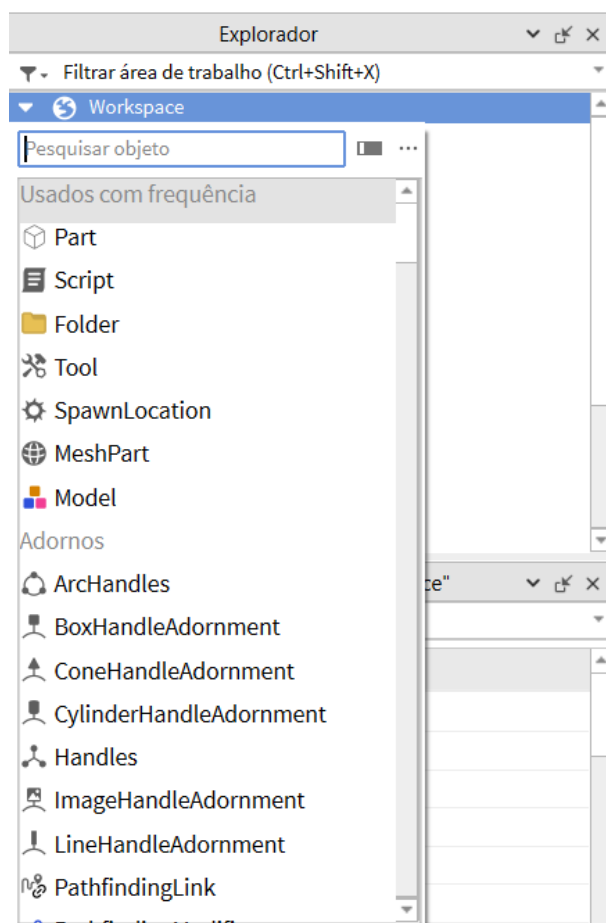 Explorador
Filtrar área de trabalho (Ctrl+Shift+X)
Workspace
Pesquisar objeto
Usados com frequência
Part
Script
Folder
Tool
SpawnLocation
MeshPart
Model
Adornos
ArcHandles
ce"
BoxHandleAdornment
ConeHandleAdornment
CylinderHandleAdornment
Handles
ImageHandleAdornment
LineHandleAdornment
PathfindingLink